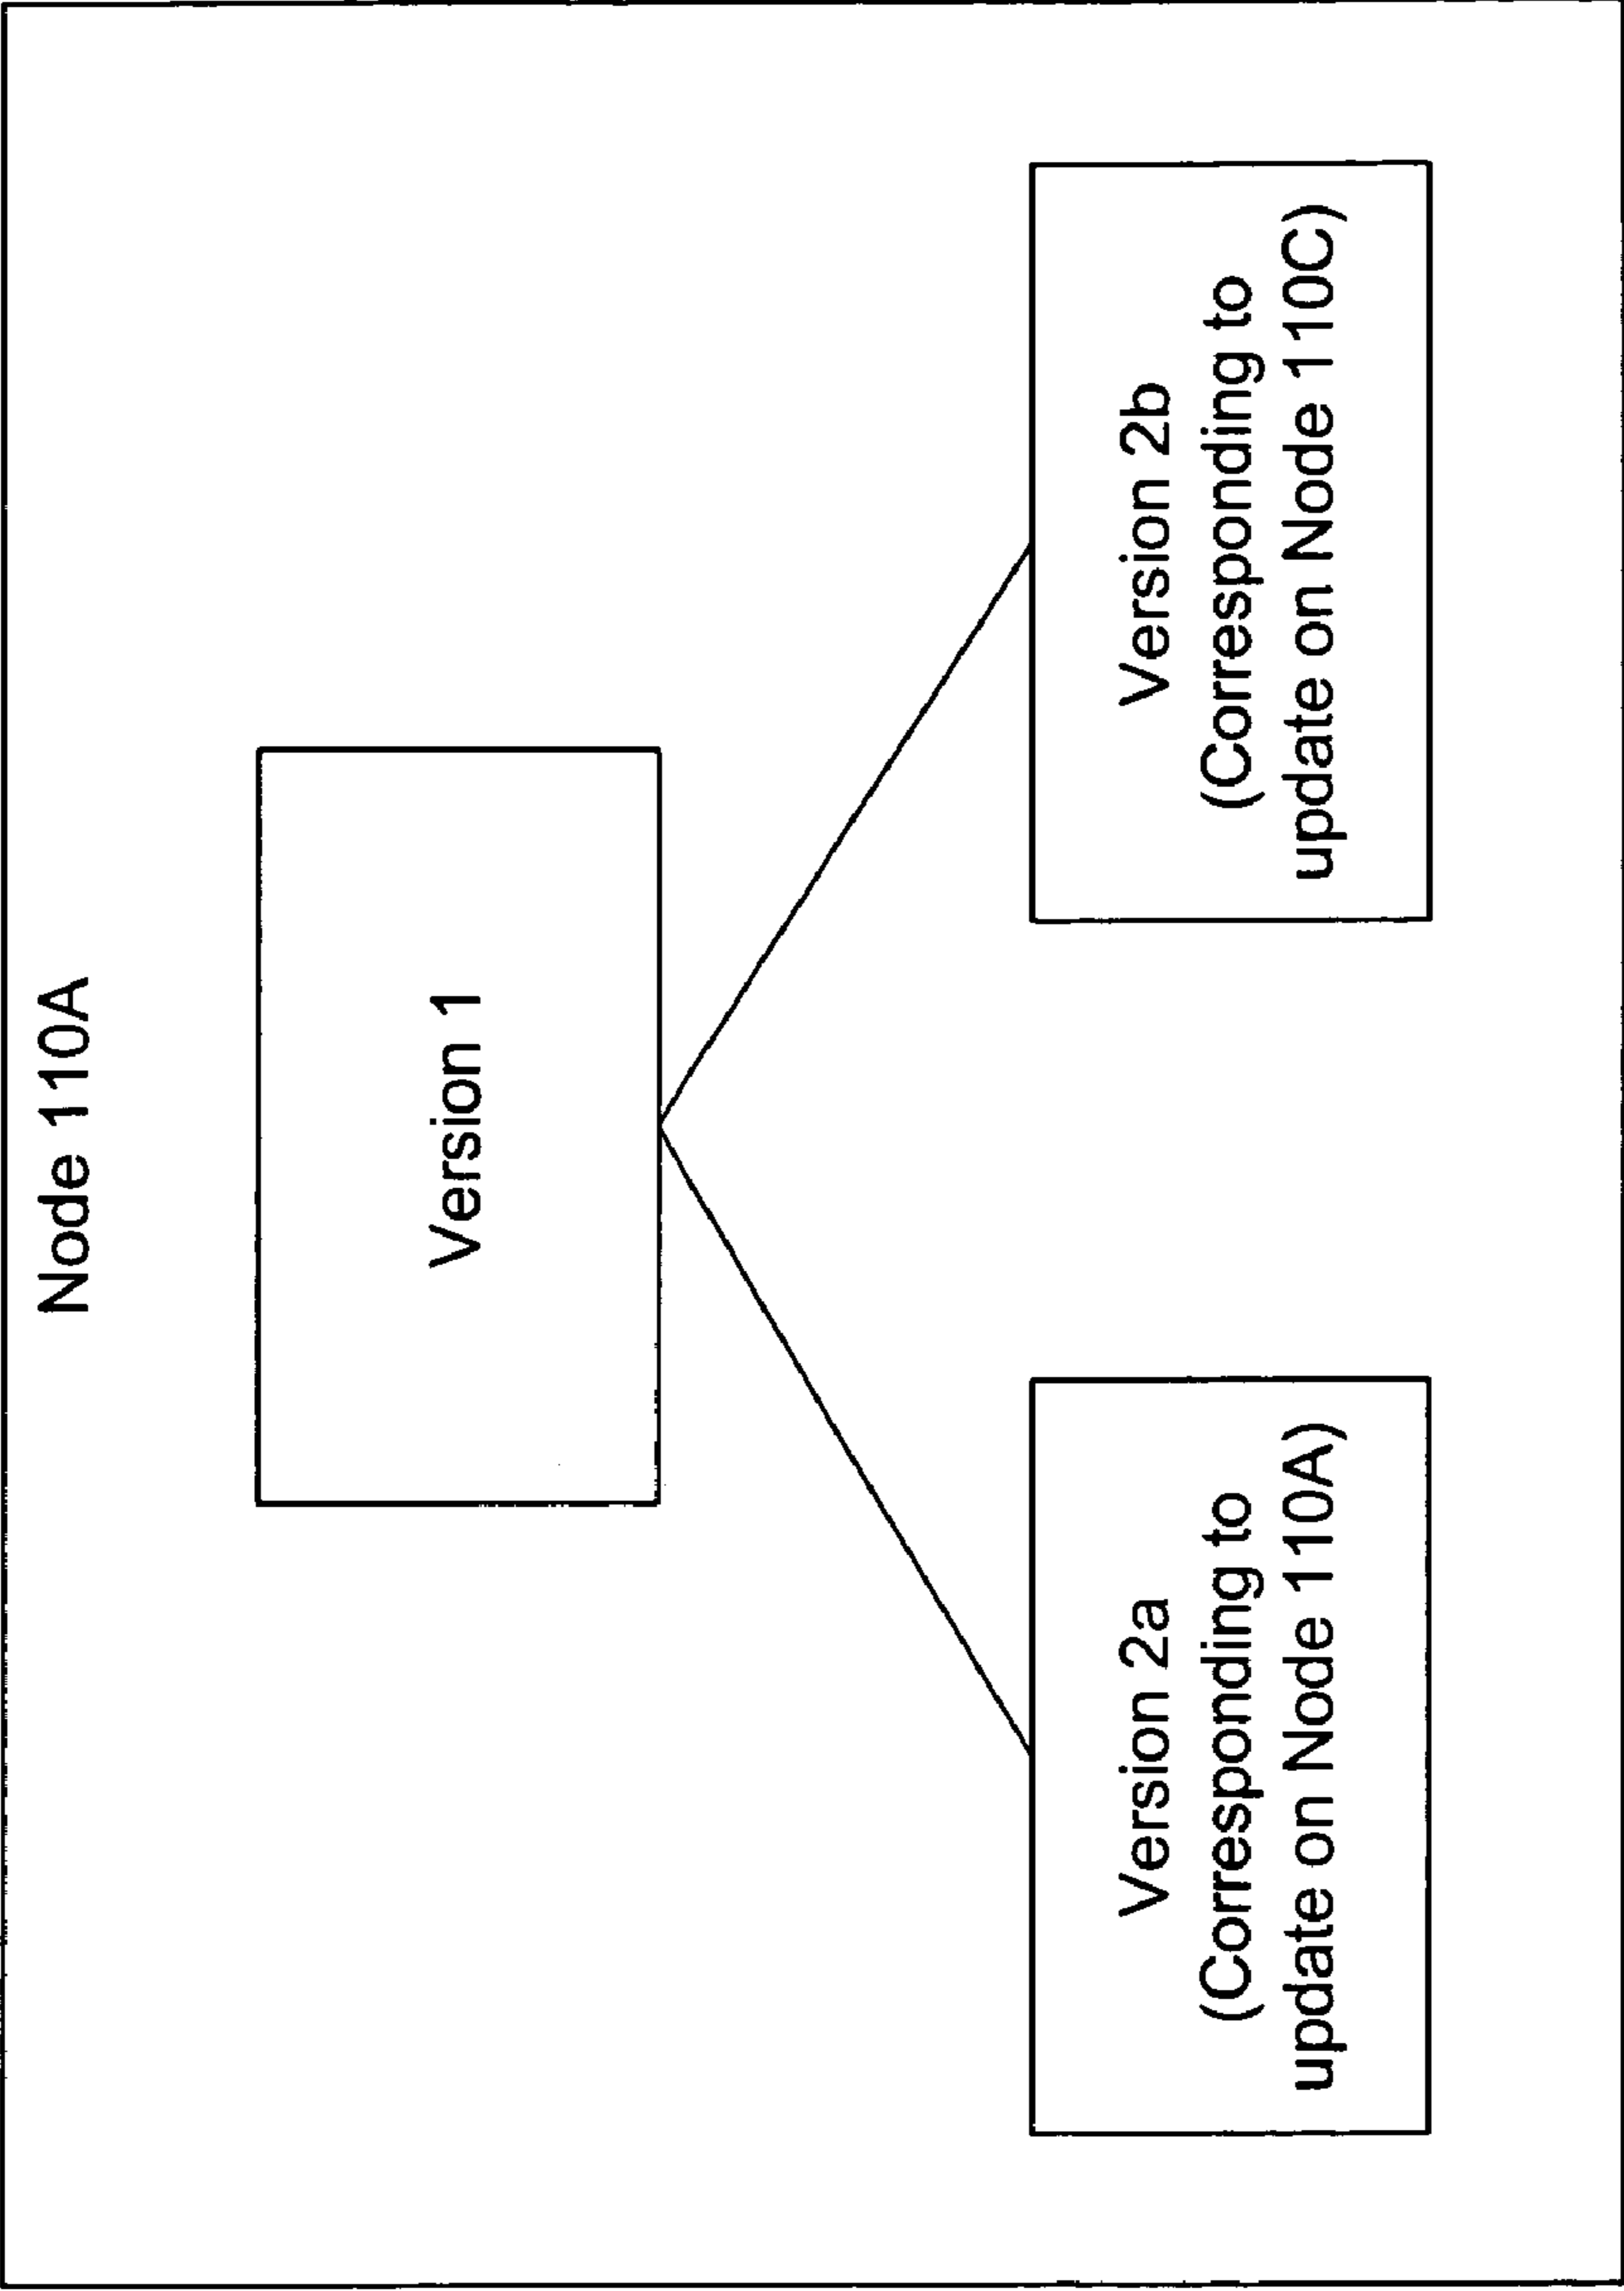 Node 110A
Version 1
Version 2a
(Corresponding to
update on Node 110A)
Version 2b
(Corresponding to
update on Node 110C)